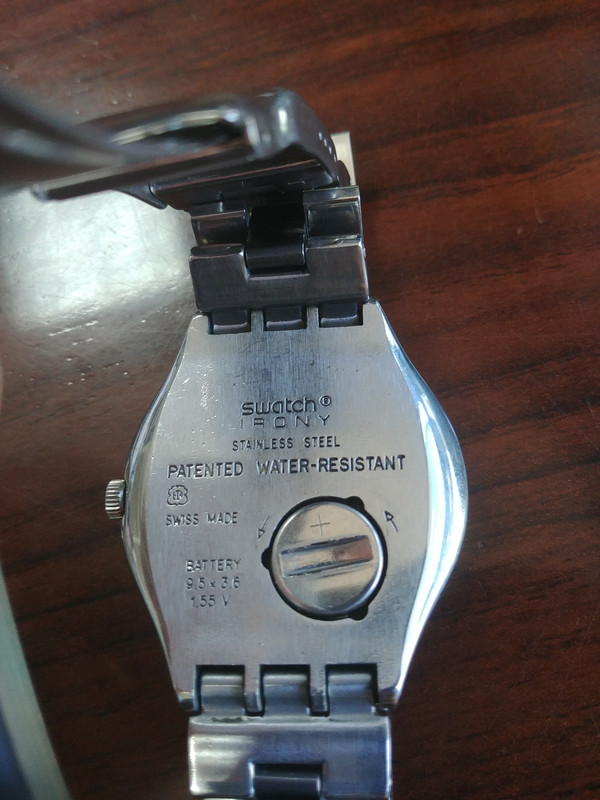 swatch®
IRONY
STAINLESS STEEL
PATENTED WATER-RESISTANT
SWISS MADE
BATTERY
9,5 x 3,6
1,55 V
+